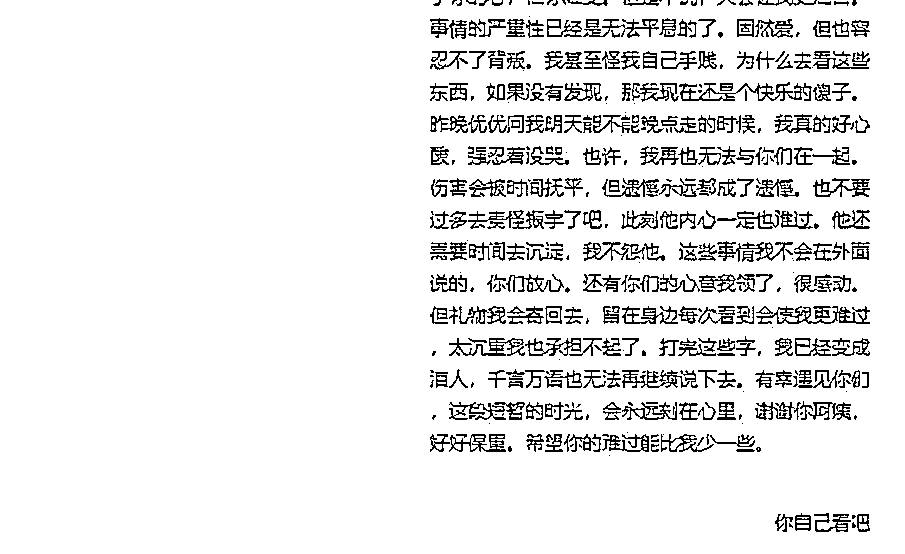 事情的严重性已经是无法平息的了。固然爱，但也容
忍不了背叛。我甚至怪我自己手贱，为什么去看这些
东西，如果没有发现，那我现在还是个快乐的傻子。
昨晚优优问我明天能不能晚点走的时候，我真的好心
酸，强忍着没哭。也许，我再也无法与你们在一起。
伤害会被时间抚平，但遗憾永远都成了遗憾。也不要
过多去责怪振宇了吧，此刻他内心一定也难过。他还
需要时间去沉淀，我不怨他。这些事情我不会在外面
说的，你们放心。还有你们的心意我领了，很感动。
但礼物我会寄回去，留在身边每次看到会使我更难过
，太沉重我也承担不起了。打完这些字，我已经变成
泪人，千言万语也无法再继续说下去。有幸遇见你们
，这段短暂的时光，会永远刻在心里，谢谢你阿姨，
好好保重。希望你的难过能比我少一些。
你自己看吧